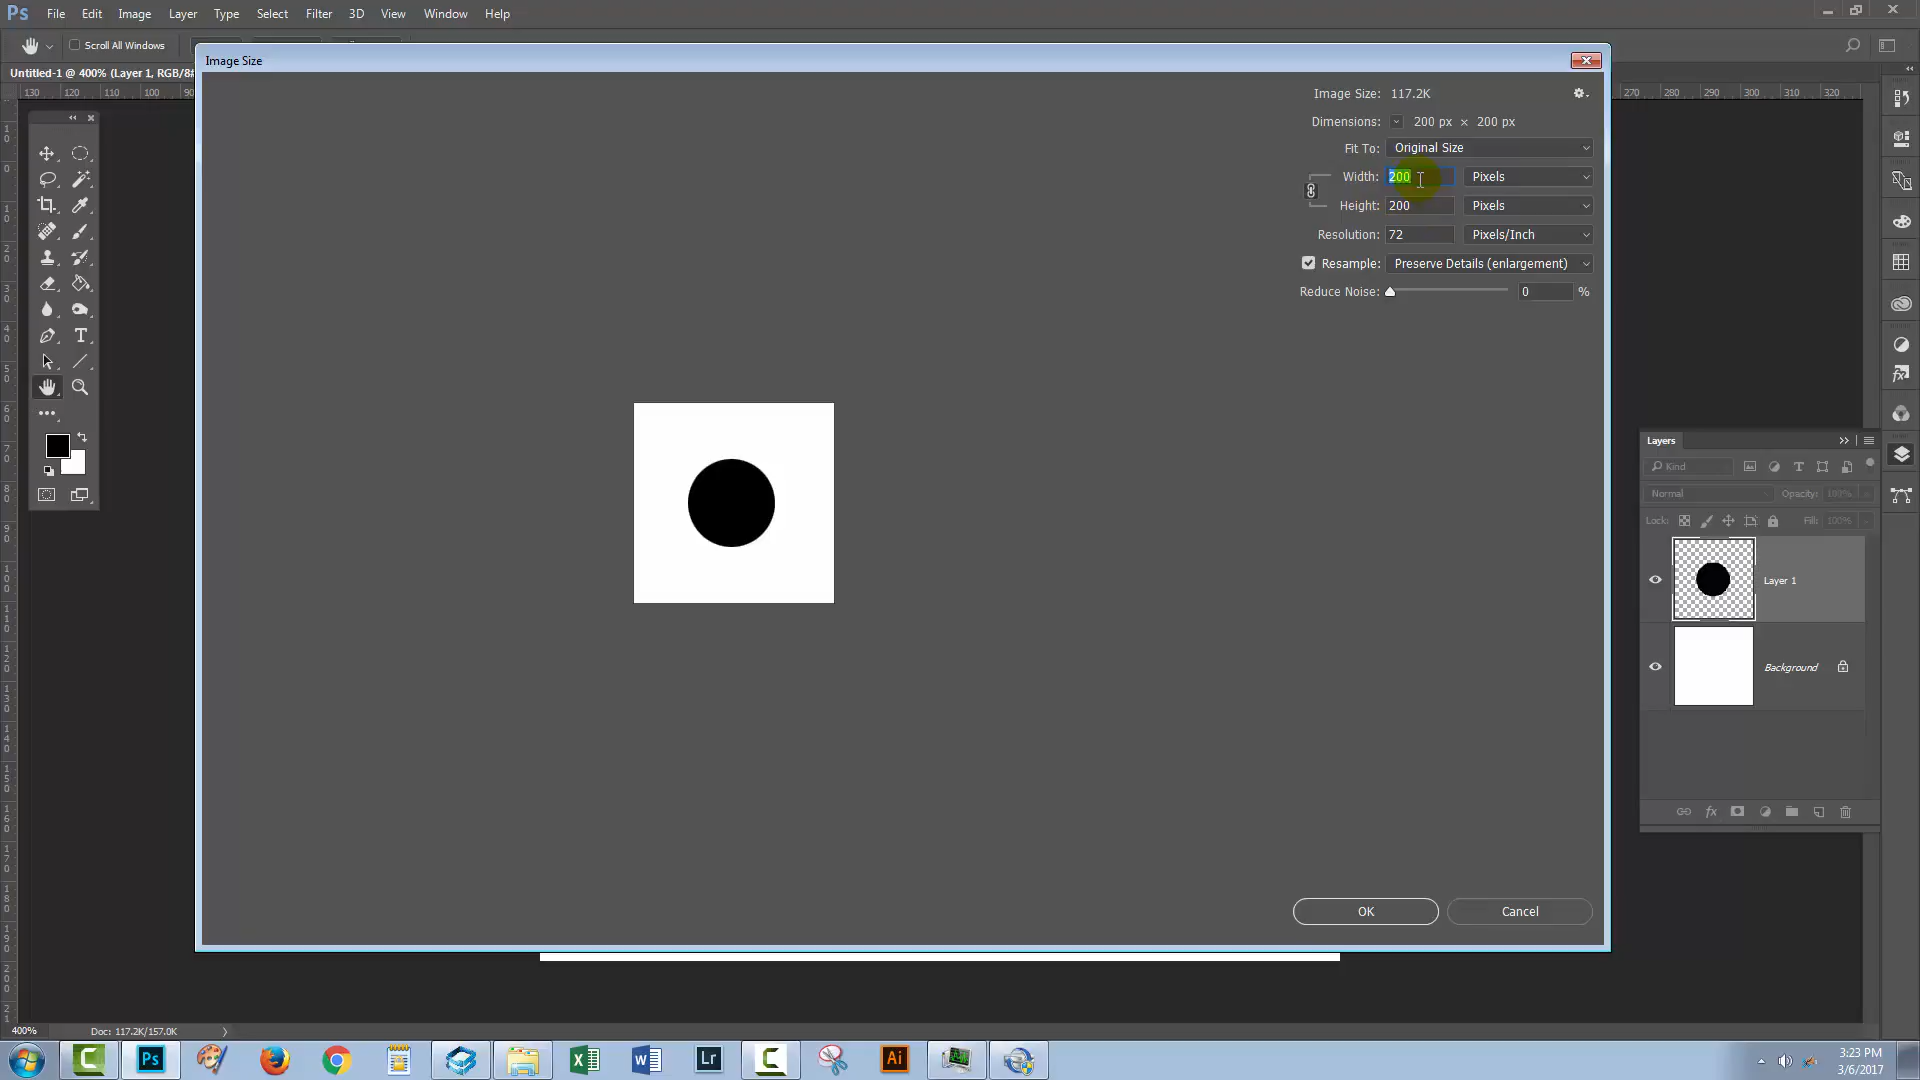 Ps File Edit Image Layer Type Select Filter 3D View Window Help
Scroll All Windows
Untitled-1 @ 400% (Layer 1, RGB/8#
130 120 110 100 90 270 280 290 300 310 320
Image Size
Image Size: 117.2K
Dimensions: 200 px × 200 px
Fit To: Original Size
Width: 200 Pixels
Height: 200 Pixels
Resolution: 72 Pixels/Inch
Resample: Preserve Details (enlargement)
Reduce Noise: 0 %
OK Cancel
Layers
Kind
Normal Opacity: 100%
Lock: Fill: 100%
Layer 1
Background
400% Doc: 117.2K/157.0K
Ps Lr Ai
3:23 PM
3/6/2017